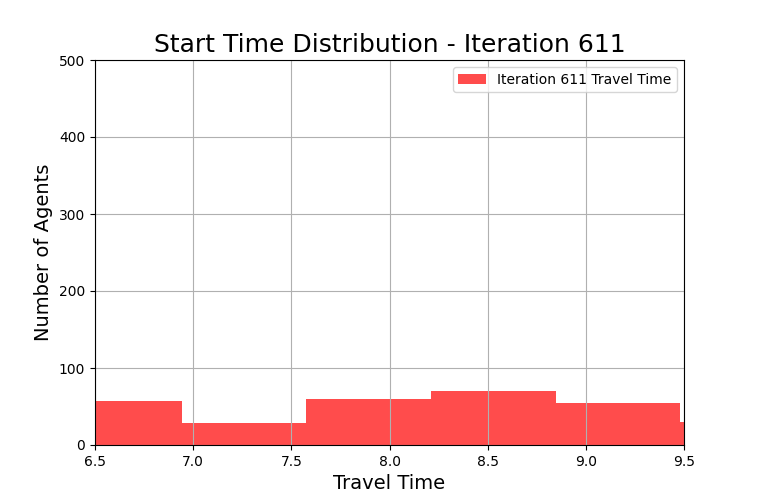 Start Time Distribution - Iteration 611
Iteration 611 Travel Time
Number of Agents
500
400
300
200
100
0
6.5 7.0 7.5 8.0 8.5 9.0 9.5
Travel Time